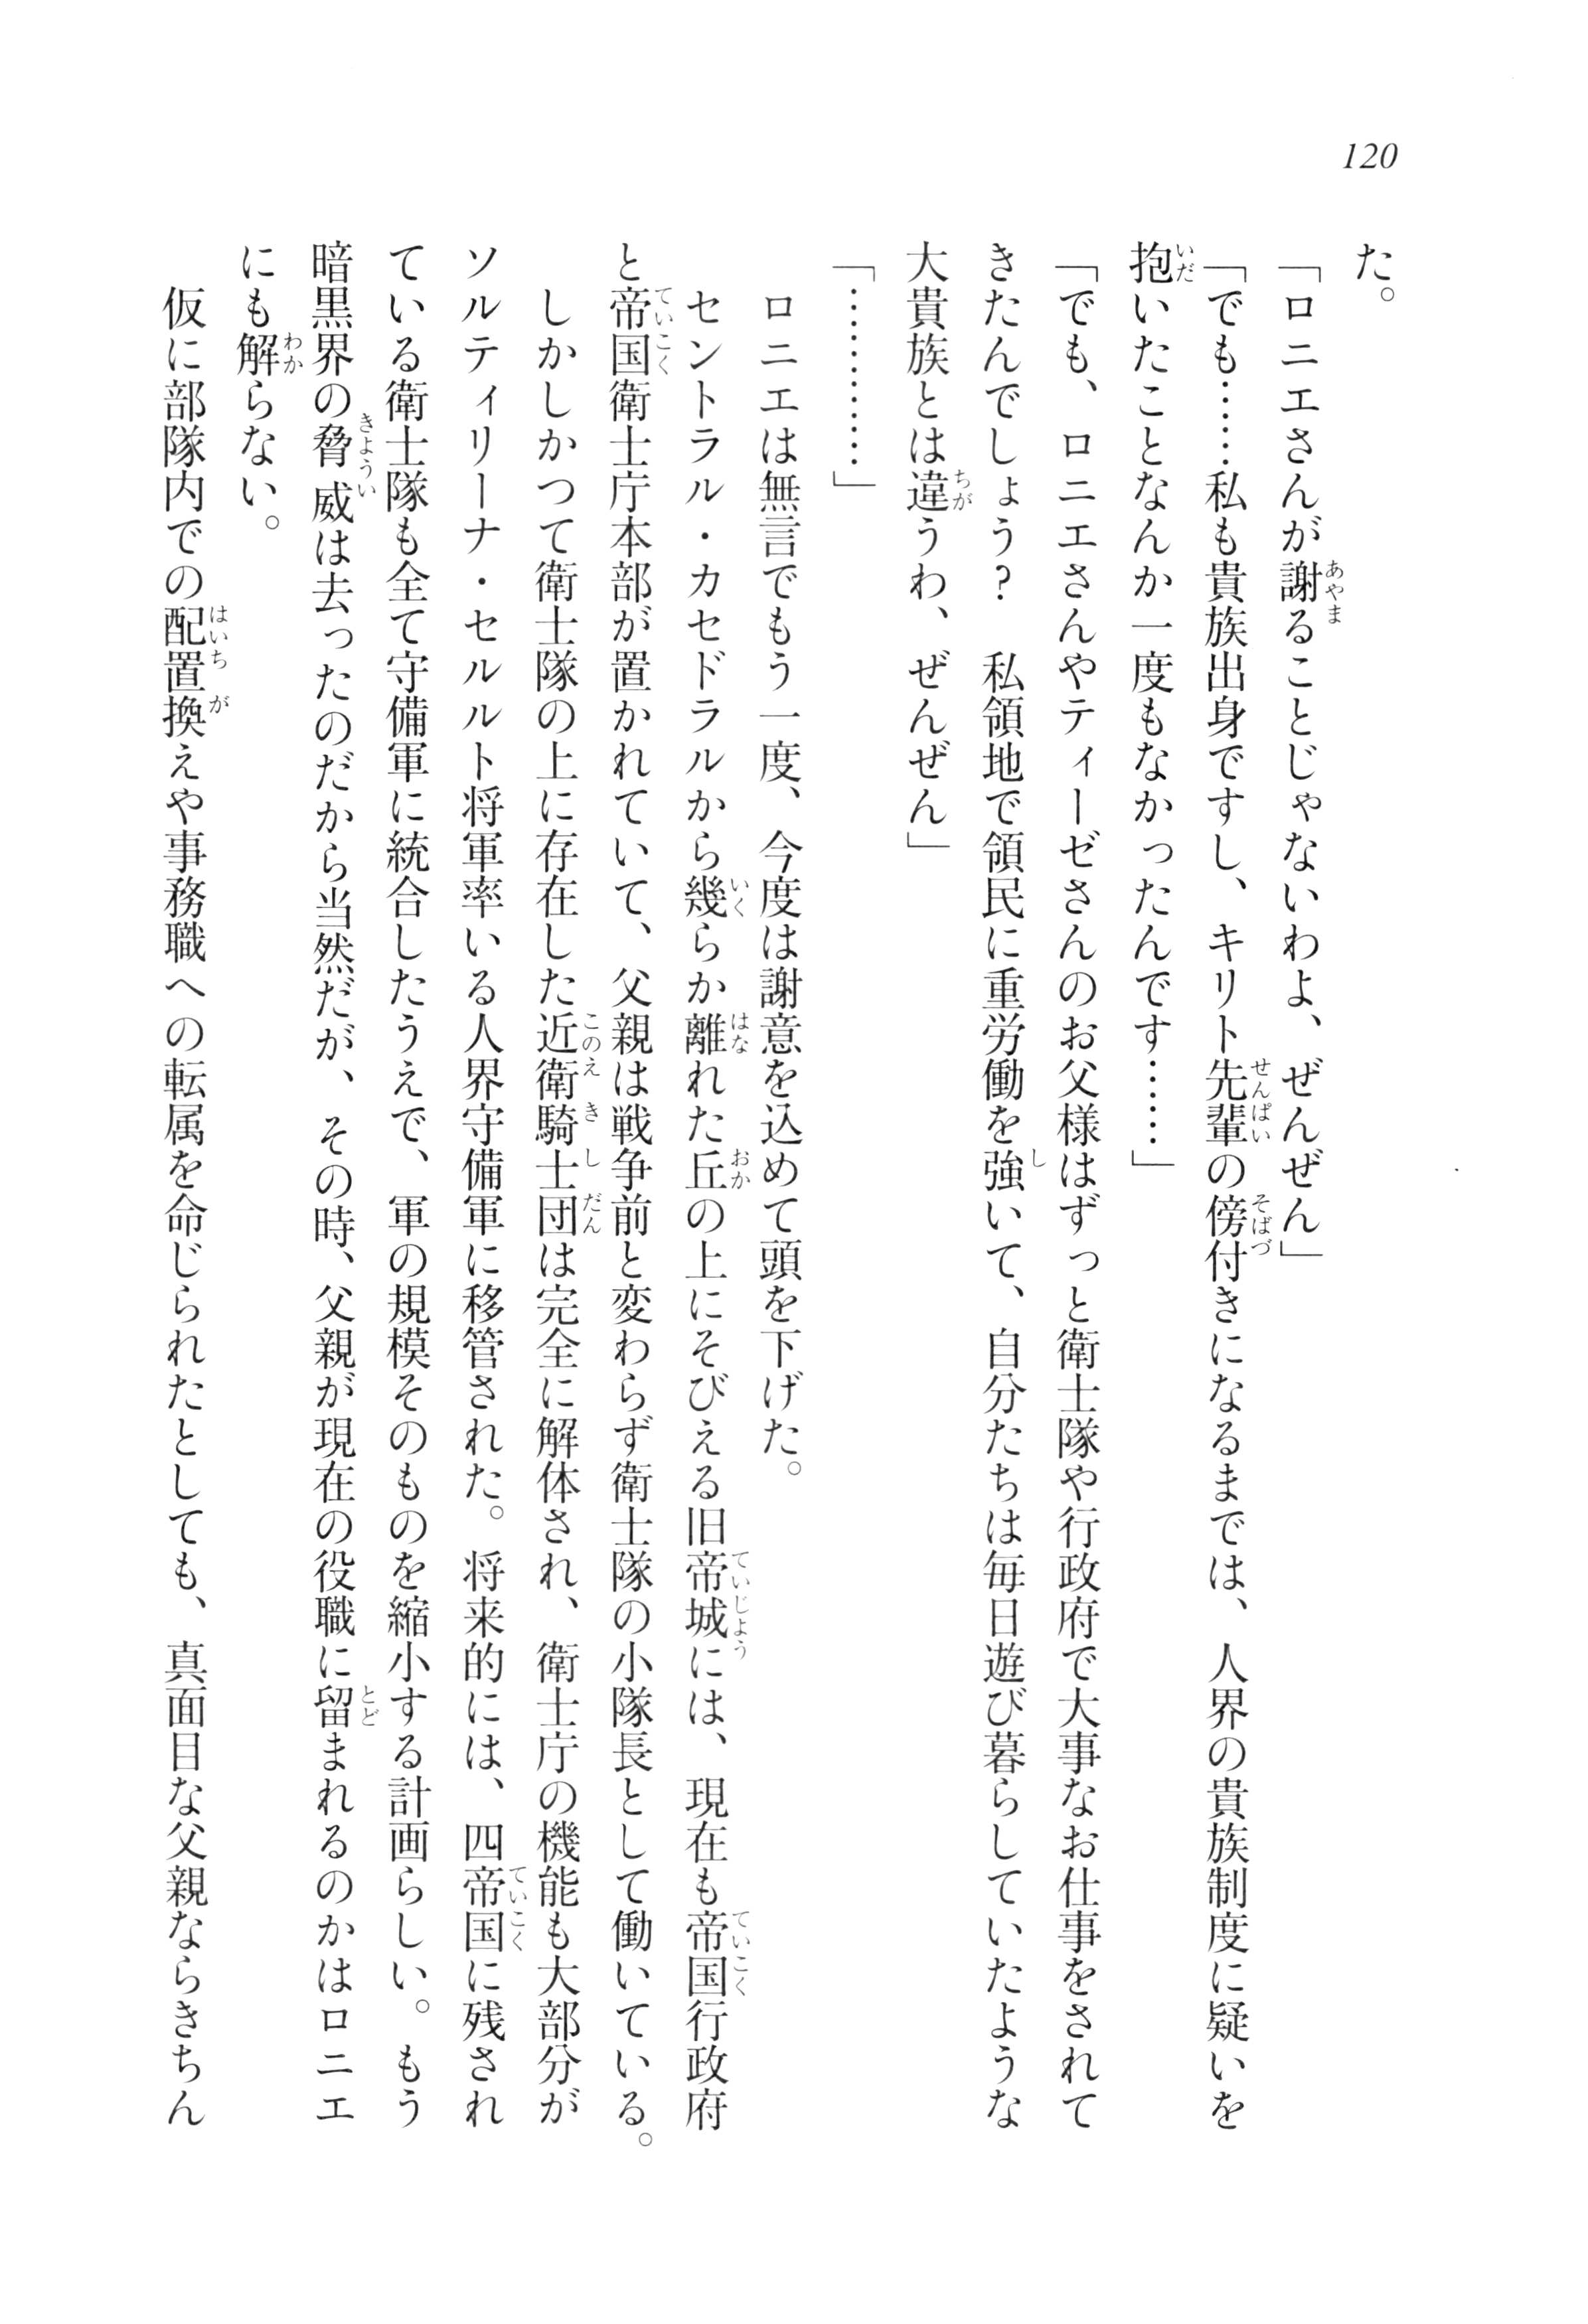 120
た。
「ロニエさんが謝ることじゃないわよ、ぜんぜん」
「でも……私も貴族出身ですし、キリト先輩の傍付きになるまでは、人界の貴族制度に疑いを
抱いたことなんか一度もなかったんです……」
「でも、ロニエさんやティーゼさんのお父様はずっと衛士隊や行政府で大事なお仕事をされて
きたんでしょう？　私領地で領民に重労働を強いて、自分たちは毎日遊び暮らしていたような
大貴族とは違うわ、ぜんぜん」
「…………」
　ロニエは無言でもう一度、今度は謝意を込めて頭を下げた。
　セントラル・カセドラルから幾らか離れた丘の上にそびえる旧帝城には、現在も帝国行政府
と帝国衛士庁本部が置かれていて、父親は戦争前と変わらず衛士隊の小隊長として働いている。
　しかしかつて衛士隊の上に存在した近衛騎士団は完全に解体され、衛士庁の機能も大部分が
ソルティリーナ・セルルト将軍率いる人界守備軍に移管された。将来的には、四帝国に残され
ている衛士隊も全て守備軍に統合したうえで、軍の規模そのものを縮小する計画らしい。もう
暗黒界の脅威は去ったのだから当然だが、その時、父親が現在の役職に留まれるのかはロニエ
にも解らない。
　仮に部隊内での配置換えや事務職への転属を命じられたとしても、真面目な父親ならきちん